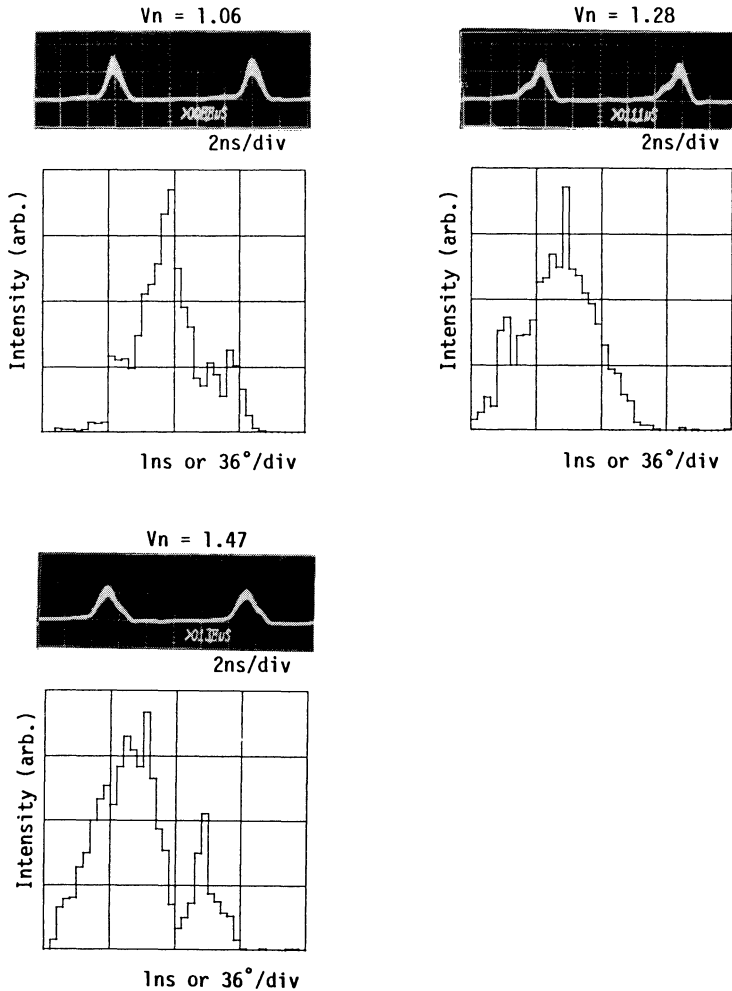 Vn = 1.06
2ns/div
Intensity (arb.)
1ns or 36°/div
Vn = 1.28
2ns/div
Intensity (arb.)
1ns or 36°/div
Vn = 1.47
2ns/div
Intensity (arb.)
1ns or 36°/div